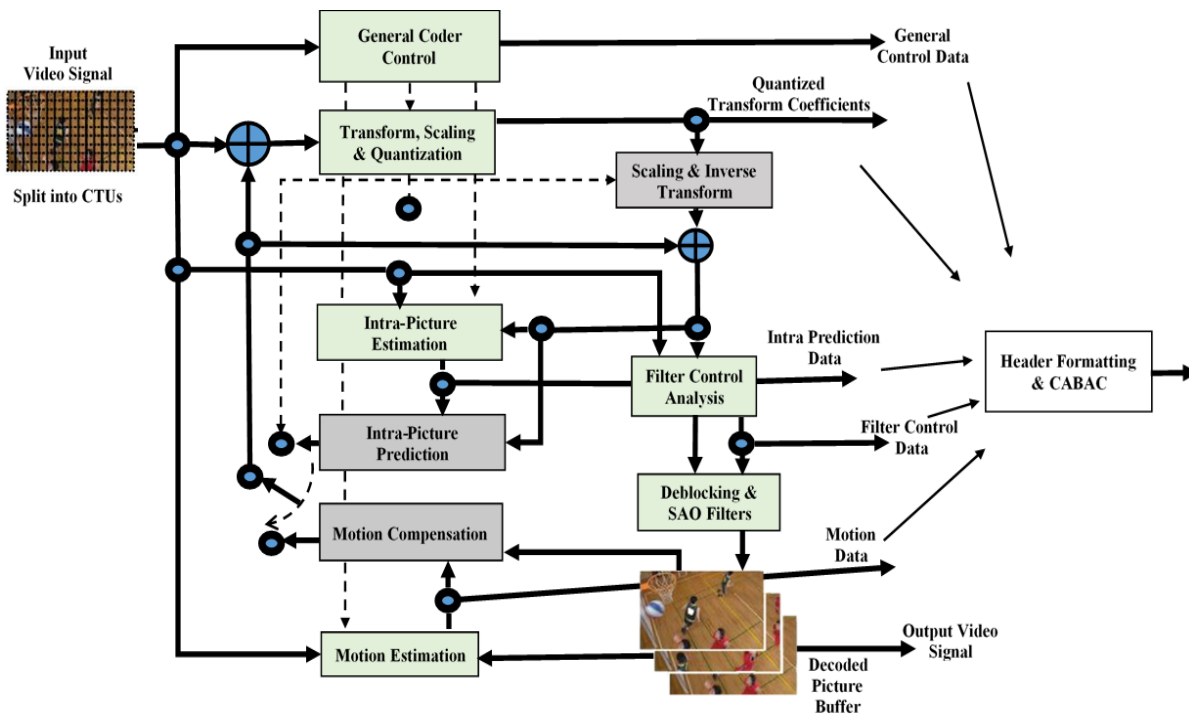 Input
Video Signal
Split into CTUs
General Coder
Control
General
Control Data
Quantized
Transform Coefficients
Transform, Scaling
& Quantization
Scaling & Inverse
Transform
Intra-Picture
Estimation
Intra Prediction
Data
Filter Control
Analysis
Header Formatting
& CABAC
Filter Control
Data
Intra-Picture
Prediction
Deblocking &
SAO Filters
Motion Compensation
Motion
Data
Motion Estimation
Output Video
Signal
Decoded
Picture
Buffer